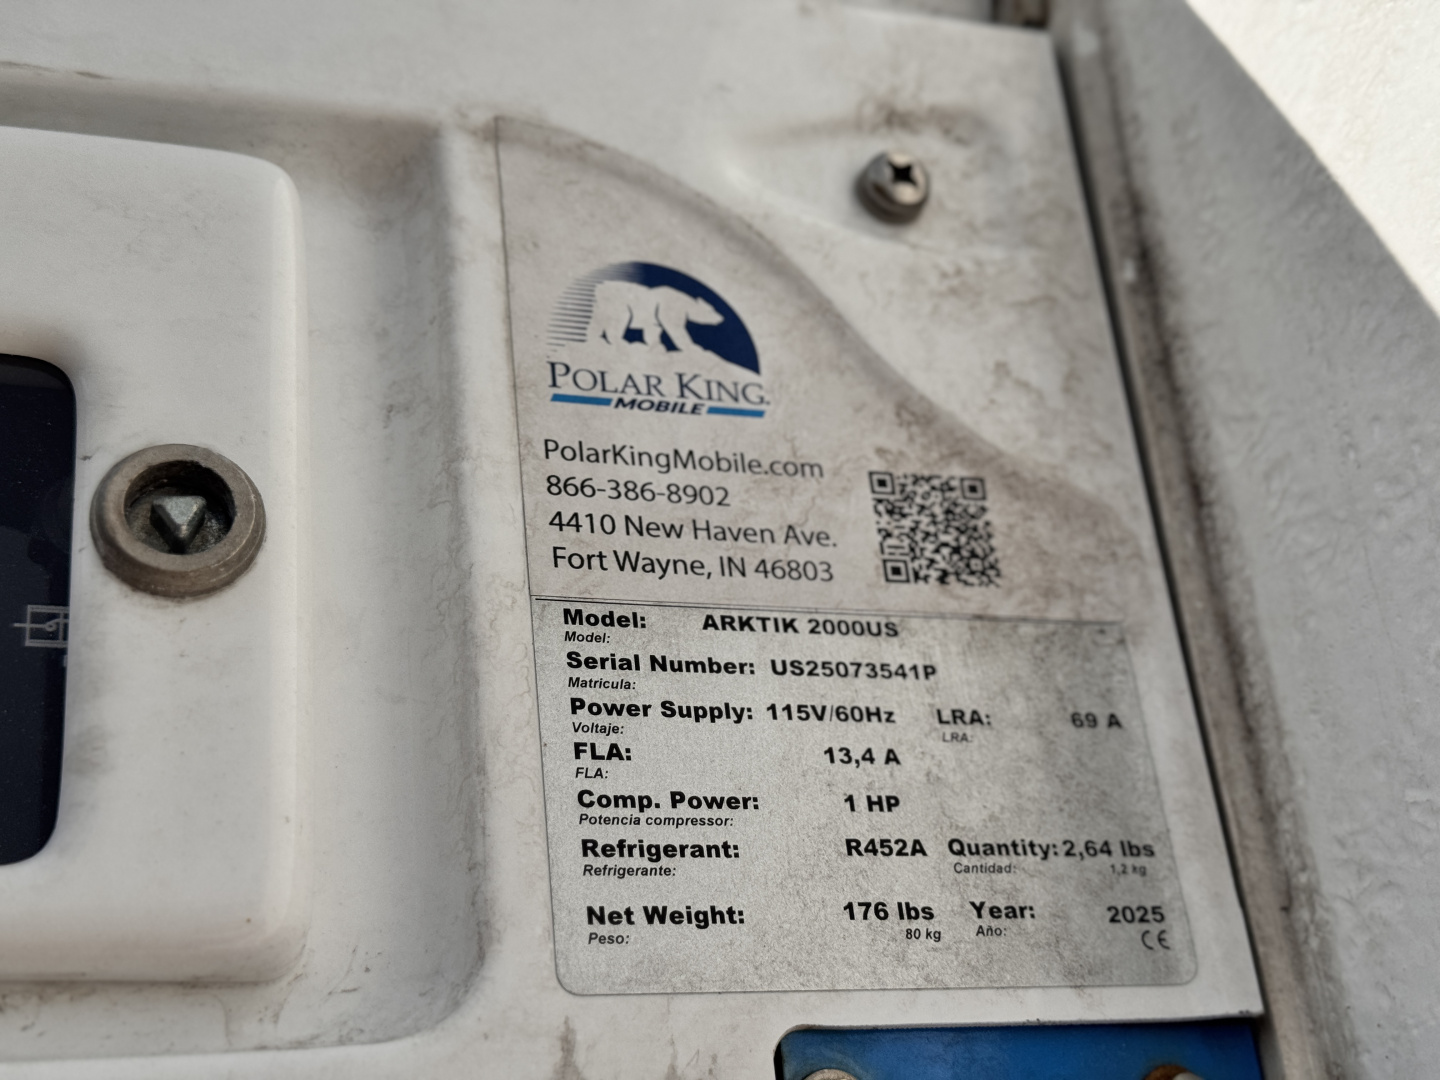 POLAR KING.
MOBILE
PolarKingMobile.com
866-386-8902
4410 New Haven Ave.
Fort Wayne, IN 46803
Model: ARKTIK 2000US
Model:
Serial Number: US25073541P
Matricula:
Power Supply: 115V/60Hz LRA: 69 A
Voltaje: LRA:
FLA: 13,4 A
FLA:
Comp. Power: 1 HP
Potencia compressor:
Refrigerant: R452A Quantity: 2,64 lbs
Refrigerante: Cantidad: 1,2 kg
Net Weight: 176 lbs Year: 2025
Peso: 80 kg Año: CE